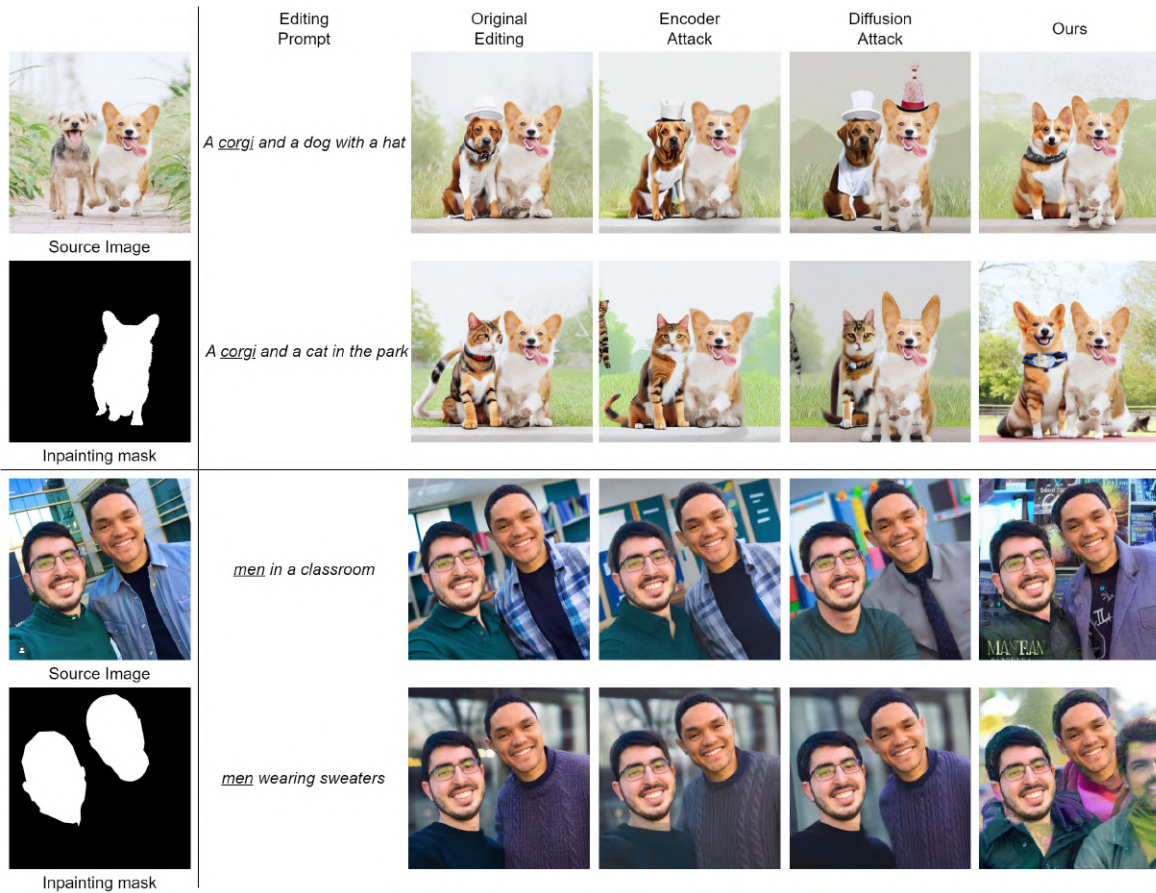 Editing
Prompt
Original
Editing
Encoder
Attack
Diffusion
Attack
Ours
A corgi and a dog with a hat
Source Image
A corgi and a cat in the park
Inpainting mask
men in a classroom
Source Image
men wearing sweaters
Inpainting mask